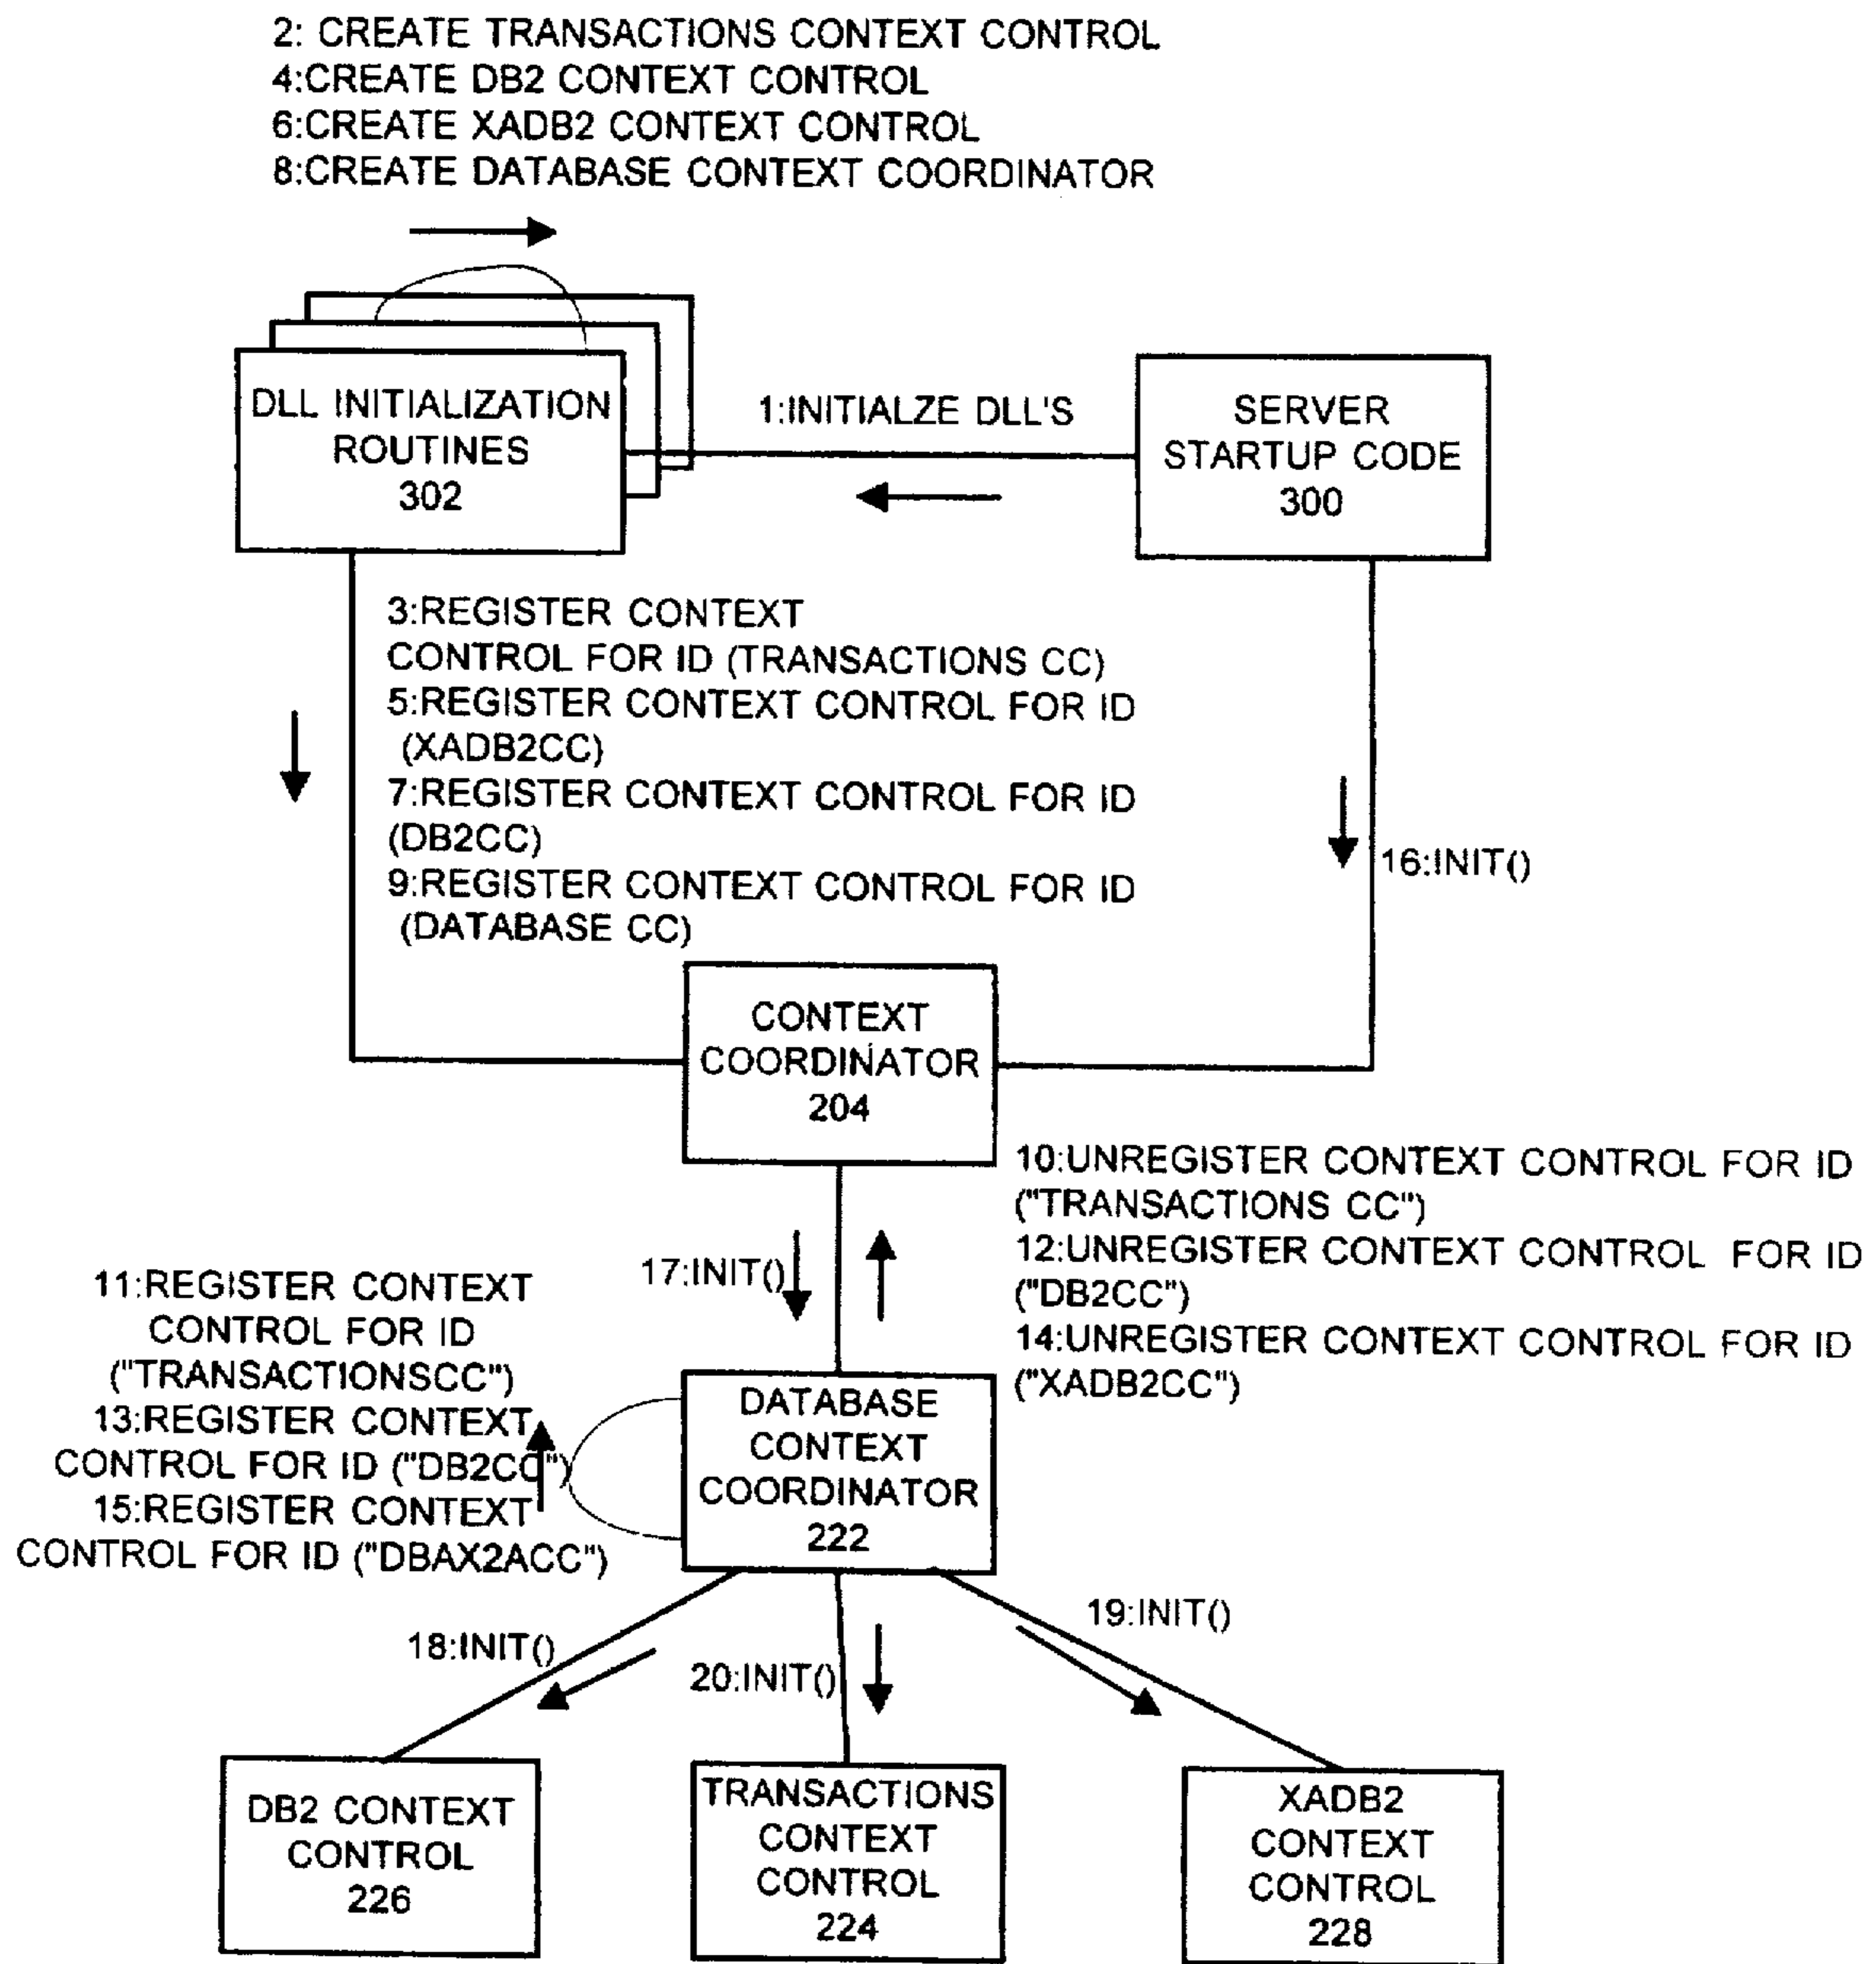 2: CREATE TRANSACTIONS CONTEXT CONTROL
4:CREATE DB2 CONTEXT CONTROL
6:CREATE XADB2 CONTEXT CONTROL
8:CREATE DATABASE CONTEXT COORDINATOR
DLL INITIALIZATION
ROUTINES
302
1:INITIALZE DLL'S
SERVER
STARTUP CODE
300
3:REGISTER CONTEXT
CONTROL FOR ID (TRANSACTIONS CC)
5:REGISTER CONTEXT CONTROL FOR ID
(XADB2CC)
7:REGISTER CONTEXT CONTROL FOR ID
(DB2CC)
9:REGISTER CONTEXT CONTROL FOR ID
(DATABASE CC)
16:INIT()
CONTEXT
COORDINATOR
204
10:UNREGISTER CONTEXT CONTROL FOR ID
("TRANSACTIONS CC")
12:UNREGISTER CONTEXT CONTROL FOR ID
("DB2CC")
14:UNREGISTER CONTEXT CONTROL FOR ID
("XADB2CC")
17:INIT()
11:REGISTER CONTEXT
CONTROL FOR ID
("TRANSACTIONSCC")
13:REGISTER CONTEXT
CONTROL FOR ID ("DB2CC")
15:REGISTER CONTEXT
CONTROL FOR ID ("DBAX2ACC")
DATABASE
CONTEXT
COORDINATOR
222
18:INIT()
20:INIT()
19:INIT()
DB2 CONTEXT
CONTROL
226
TRANSACTIONS
CONTEXT
CONTROL
224
XADB2
CONTEXT
CONTROL
228